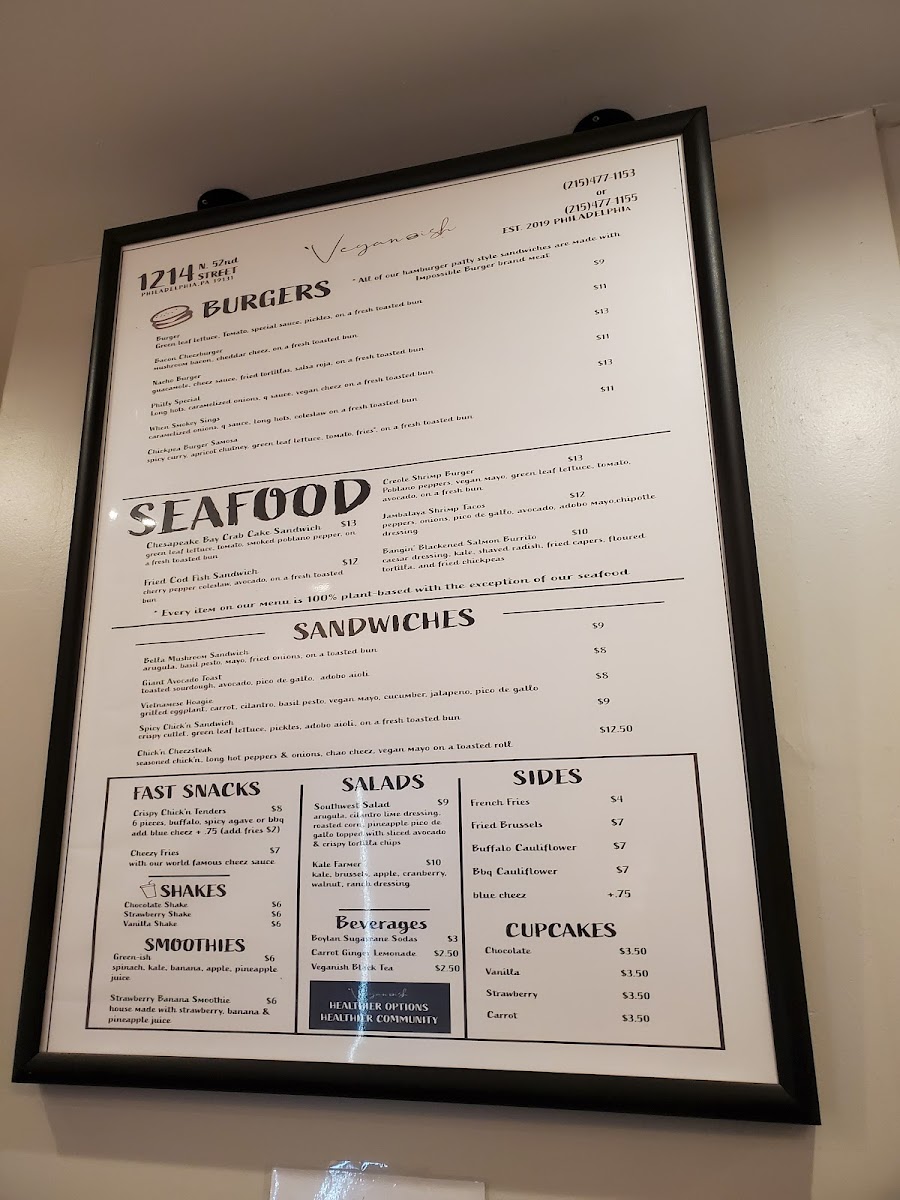 1214 N. 52nd
STREET
PHILADELPHIA, PA 19131
Vegan-ish
(215)477-1153
or
(215)477-1155
EST. 2019 PHILADELPHIA
BURGERS
* All of our hamburger patty style sandwiches are made with
Impossible Burger brand meat
Burger $9
Green leaf lettuce, Tomato, special sauce, pickles, on a fresh toasted bun
Bacon Cheezburger $11
mushroom bacon, cheddar cheez, on a fresh toasted bun
Nacho Burger $13
guacamole, cheez sauce, fried tortillas, salsa roja, on a fresh toasted bun
Philly Special $11
Long hots, caramelized onions, q sauce, vegan cheez on a fresh toasted bun
When Smokey Sings $13
caramelized onions, q sauce, long hots, coleslaw on a fresh toasted bun
Chickpea Burger Samosa $11
spicy curry, apricot chutney, green leaf lettuce, tomato, fries*, on a fresh toasted bun
SEAFOOD
Chesapeake Bay Crab Cake Sandwich $13
green leaf lettuce, tomato, smoked poblano pepper, on
a fresh toasted bun
Fried Cod Fish Sandwich $12
cherry pepper coleslaw, avocado, on a fresh toasted
bun
Creole Shrimp Burger $13
Poblano peppers, vegan mayo, green leaf lettuce, tomato,
avocado, on a fresh bun
Jambalaya Shrimp Tacos $12
peppers, onions, pico de gallo, avocado, adobo mayo,chipotle
dressing
Bangin' Blackened Salmon Burrito $10
caesar dressing, kale, shaved radish, fried capers, floured
tortilla, and fried chickpeas
* Every item on our menu is 100% plant-based with the exception of our seafood
SANDWICHES
Bella Mushroom Sandwich $9
arugula, basil pesto, mayo, fried onions, on a toasted bun
Giant Avocado Toast $8
toasted sourdough, avocado, pico de gallo, adobo aioli
Vietnamese Hoagie $8
grilled eggplant, carrot, cilantro, basil pesto, vegan mayo, cucumber, jalapeno, pico de gallo
Spicy Chick'n Sandwich $9
crispy cutlet, green leaf lettuce, pickles, adobo aioli, on a fresh toasted bun
Chick'n Cheezsteak $12.50
seasoned chick'n, long hot peppers & onions, chao cheez, vegan mayo on a toasted roll
FAST SNACKS
Crispy Chick'n Tenders $8
6 pieces, buffalo, spicy agave or bbq
add blue cheez + .75 (add fries $2)
Cheezy Fries $7
with our world famous cheez sauce
SHAKES
Chocolate Shake $6
Strawberry Shake $6
Vanilla Shake $6
SMOOTHIES
Green-ish $6
spinach, kale, banana, apple, pineapple
juice
Strawberry Banana Smoothie $6
house made with strawberry, banana &
pineapple juice
SALADS
Southwest Salad $9
arugula, cilantro lime dressing,
roasted corn, pineapple pico de
gallo topped with sliced avocado
& crispy tortilla chips
Kale Farmer $10
kale, brussels, apple, cranberry,
walnut, ranch dressing
Beverages
Boylan Sugarcane Sodas $3
Carrot Ginger Lemonade $2.50
Veganish Black Tea $2.50
Veganish
HEALTHIER OPTIONS
HEALTHIER COMMUNITY
SIDES
French Fries $4
Fried Brussels $7
Buffalo Cauliflower $7
Bbq Cauliflower $7
blue cheez +.75
CUPCAKES
Chocolate $3.50
Vanilla $3.50
Strawberry $3.50
Carrot $3.50